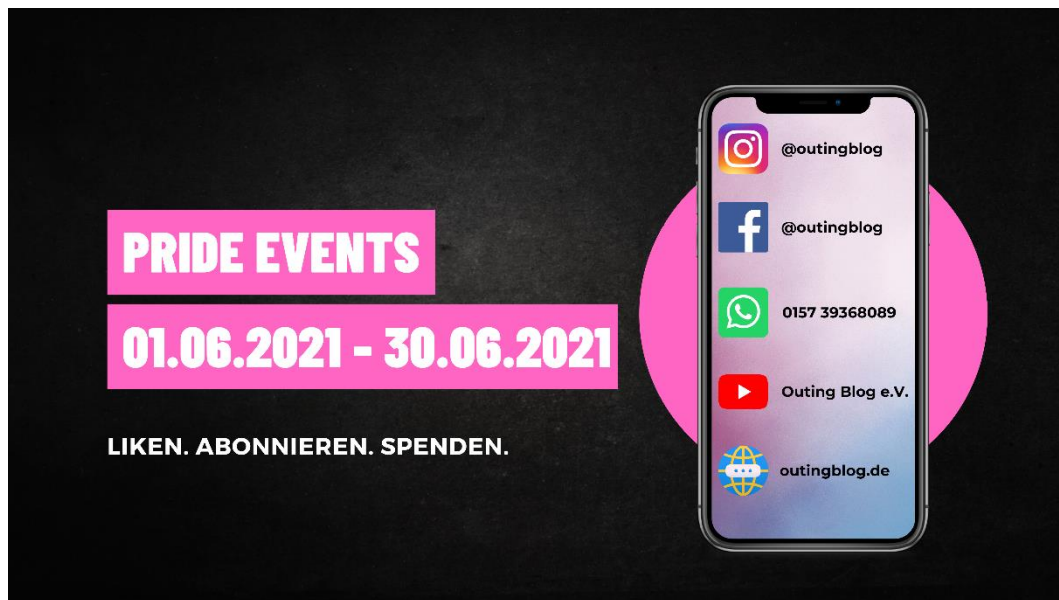 PRIDE EVENTS
01.06.2021 - 30.06.2021
LIKEN. ABONNIEREN. SPENDEN.
@outingblog
@outingblog
0157 39368089
Outing Blog e.V.
outingblog.de